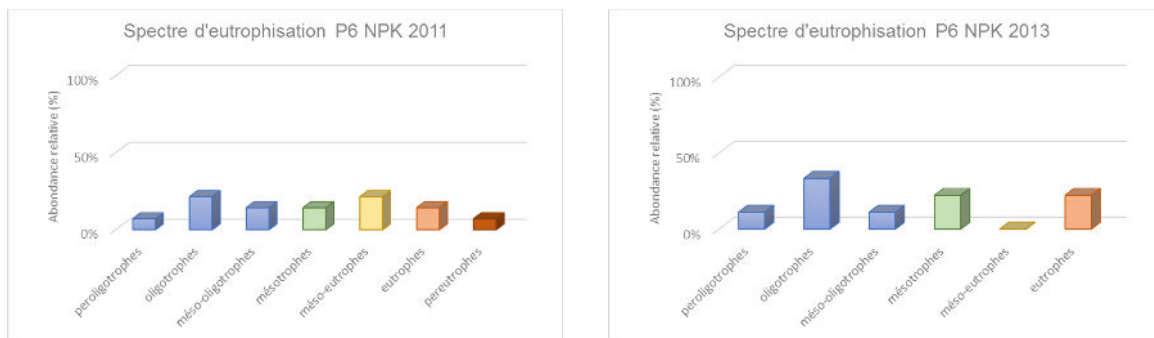 Spectre d'eutrophisation P6 NPK 2011
Abondance relative (%)
100%
50%
0%
peroligotrophes
oligotrophes
méso-oligotrophes
mésotrophes
méso-eutrophes
eutrophes
pereutrophes
Spectre d'eutrophisation P6 NPK 2013
Abondance relative (%)
100%
50%
0%
peroligotrophes
oligotrophes
méso-oligotrophes
mésotrophes
méso-eutrophes
eutrophes